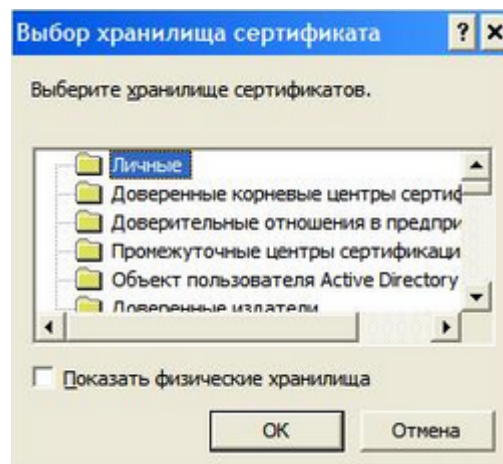 Выбор хранилища сертификата
Выберите хранилище сертификатов.
Личные
Доверенные корневые центры сертиф
Доверительные отношения в предпри
Промежуточные центры сертификаци
Объект пользователя Active Directory
Доверенные издатели
Показать физические хранилища
ОК
Отмена